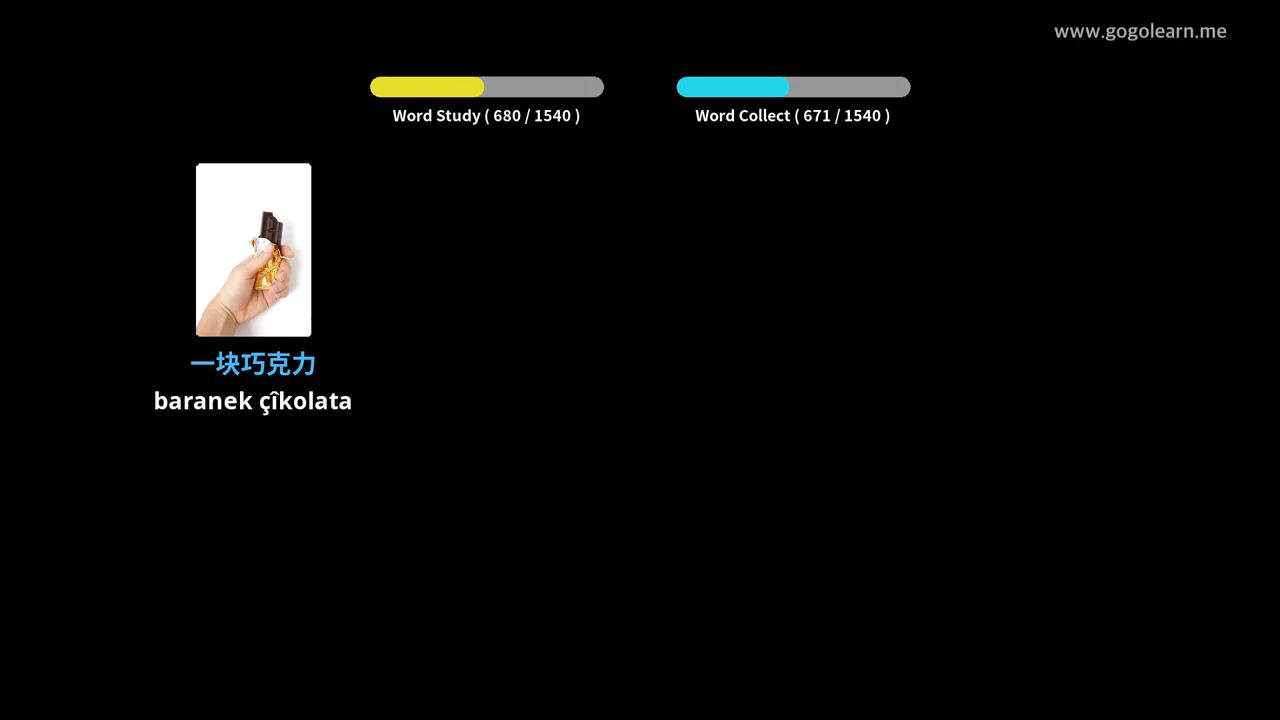 www.gogolearn.me
Word Study ( 680 / 1540 )
Word Collect ( 671 / 1540 )
一块巧克力
baranek çîkolata